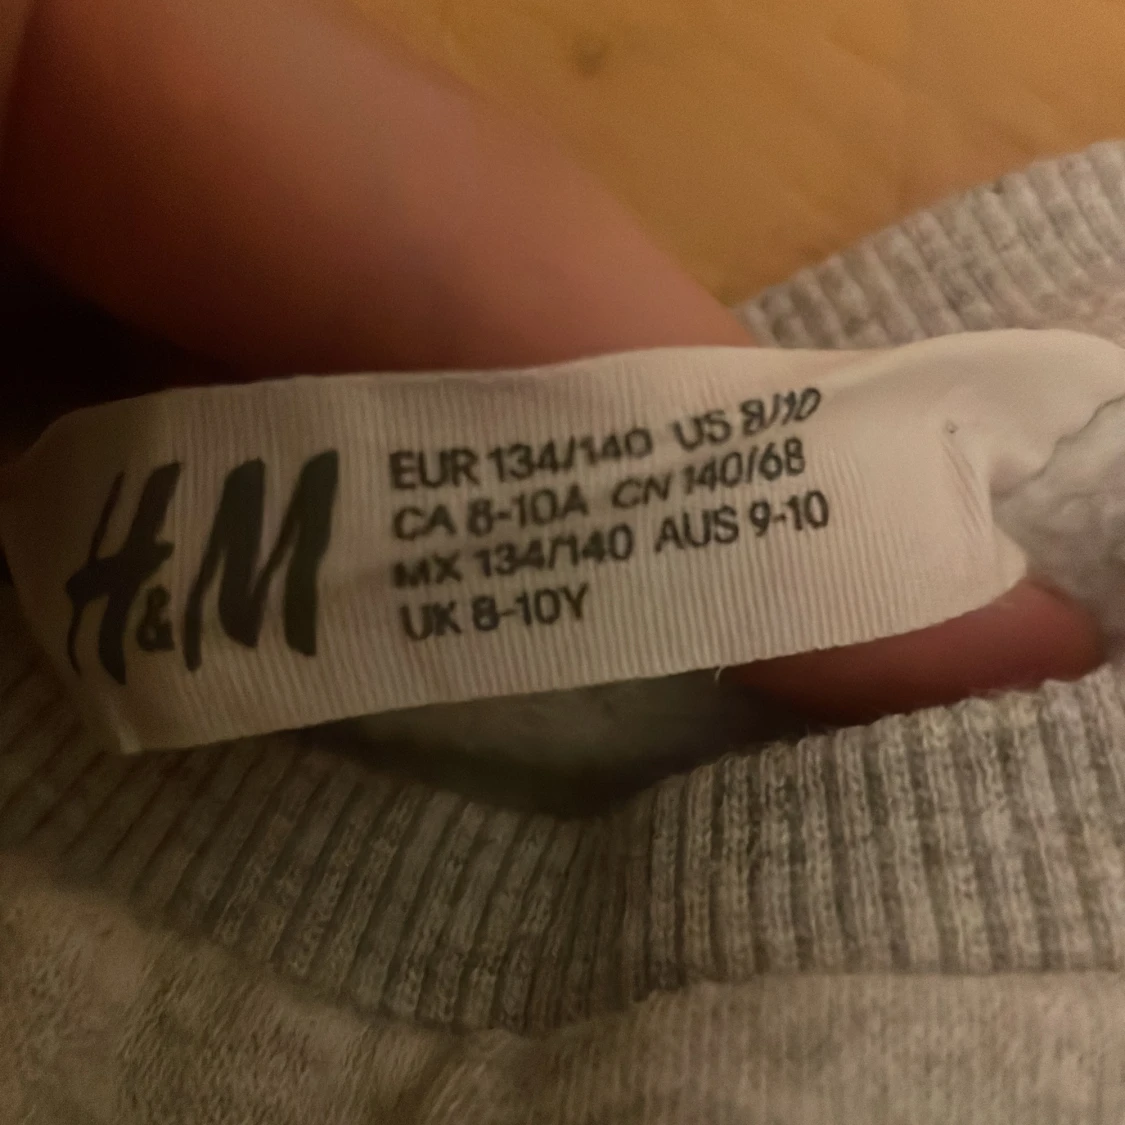 H&M
EUR 134/140 US 8/10
CA 8-10A CN 140/68
MX 134/140 AUS 9-10
UK 8-10Y